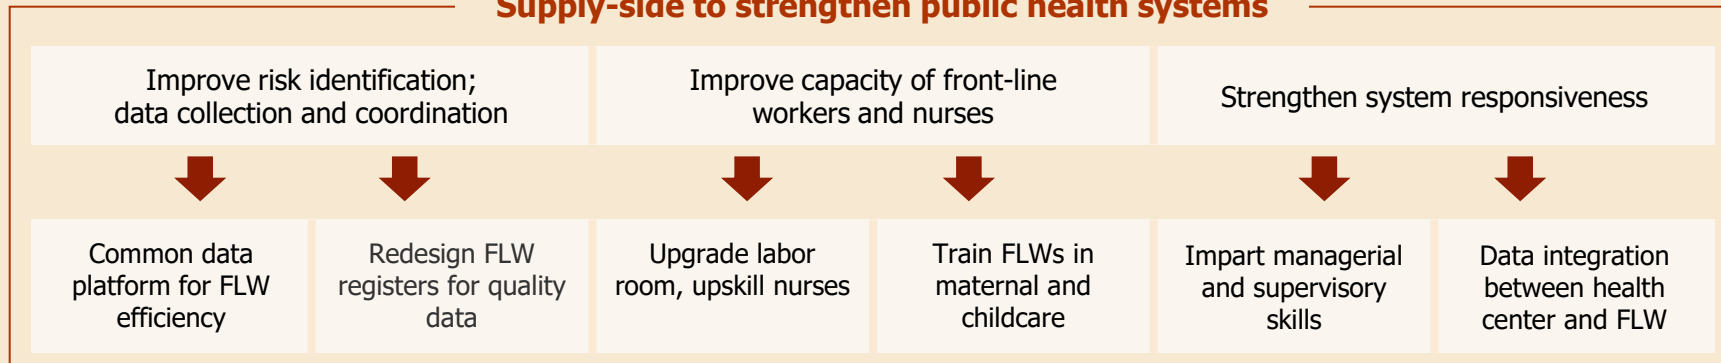 Supply-side to strengthen public health systems
Improve risk identification;
data collection and coordination
Improve capacity of front-line
workers and nurses
Strengthen system responsiveness
Common data
platform for FLW
efficiency
Redesign FLW
registers for quality
data
Upgrade labor
room, upskill nurses
Train FLWs in
maternal and
childcare
Impart managerial
and supervisory
skills
Data integration
between health
center and FLW